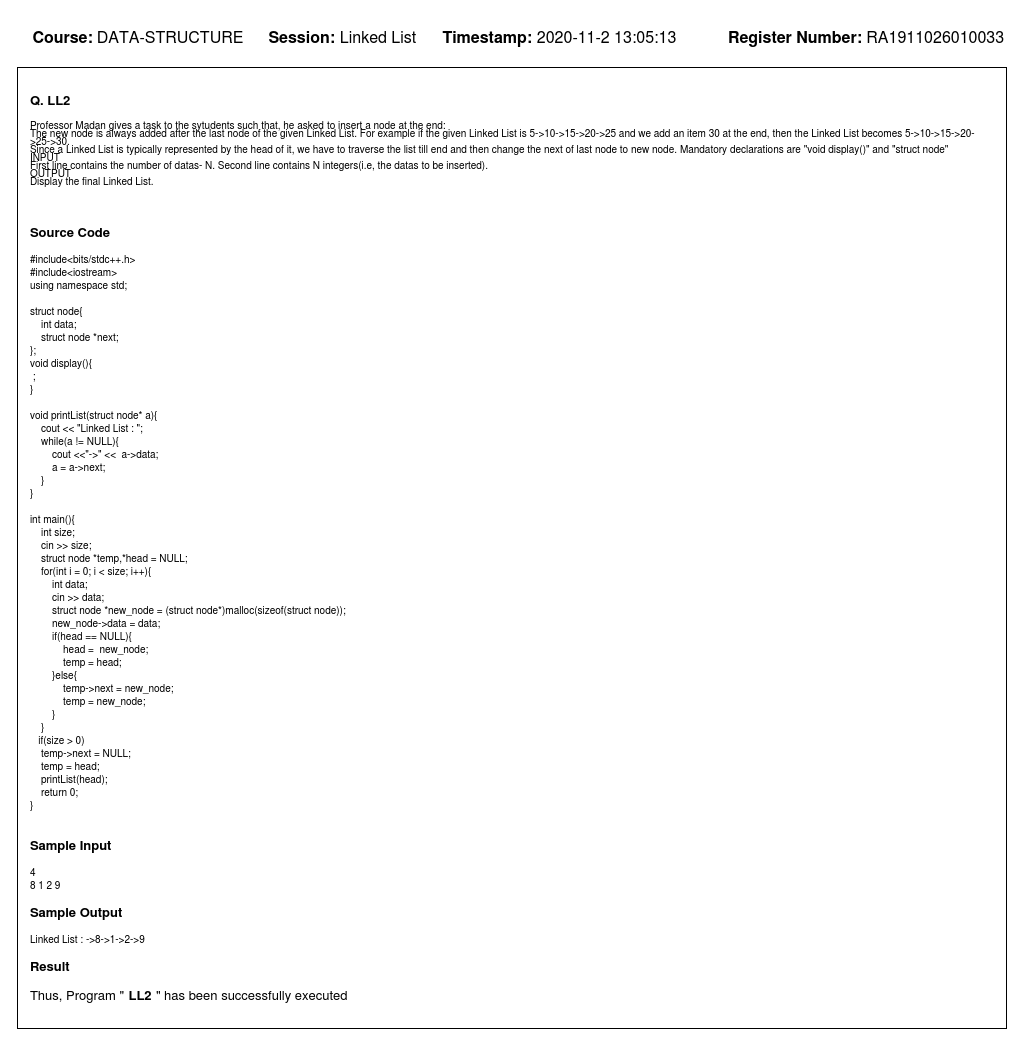 Course: DATA-STRUCTURE Session: Linked List Timestamp: 2020-11-2 13:05:13 Register Number: RA1911026010033
Q. LL2
Professor Madan gives a task to the sytudents such that, he asked to insert a node at the end:
The new node is always added after the last node of the given Linked List. For example if the given Linked List is 5->10->15->20->25 and we add an item 30 at the end, then the Linked List becomes 5->10->15->20-
>25->30.
Since a Linked List is typically represented by the head of it, we have to traverse the list till end and then change the next of last node to new node. Mandatory declarations are "void display()" and "struct node"
INPUT
First line contains the number of datas- N. Second line contains N integers(i.e, the datas to be inserted).
OUTPUT
Display the final Linked List.
Source Code
#include<bits/stdc++.h>
#include<iostream>
using namespace std;
struct node{
    int data;
    struct node *next;
};
void display(){
 ;
}
void printList(struct node* a){
    cout << "Linked List : ";
    while(a != NULL){
        cout <<"->" <<  a->data;
        a = a->next;
    }
}
int main(){
    int size;
    cin >> size;
    struct node *temp,*head = NULL;
    for(int i = 0; i < size; i++){
        int data;
        cin >> data;
        struct node *new_node = (struct node*)malloc(sizeof(struct node));
        new_node->data = data;
        if(head == NULL){
            head =  new_node;
            temp = head;
        }else{
            temp->next = new_node;
            temp = new_node;
        }
    }
   if(size > 0)
    temp->next = NULL;
    temp = head;
    printList(head);
    return 0;
}
Sample Input
4
8 1 2 9
Sample Output
Linked List : ->8->1->2->9
Result
Thus, Program " LL2 " has been successfully executed